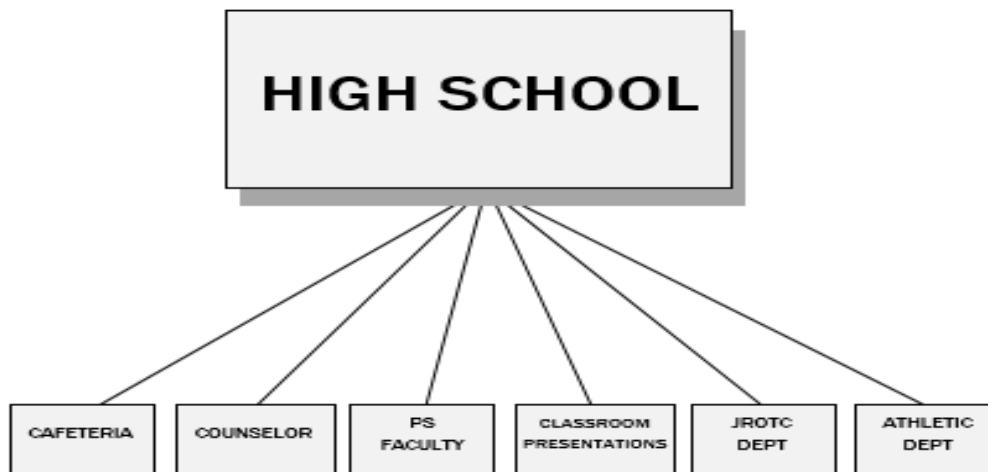 HIGH SCHOOL
CAFETERIA
COUNSELOR
PS
FACULTY
CLASSROOM
PRESENTATIONS
JROTC
DEPT
ATHLETIC
DEPT